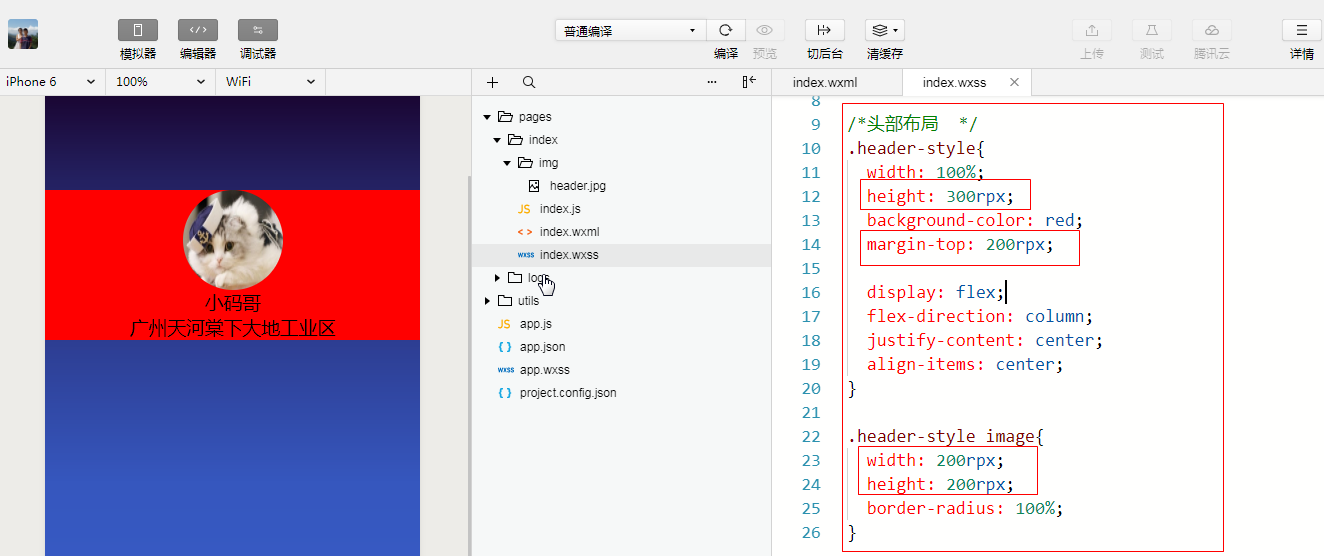 模拟器 编辑器 调试器 普通编译 编译 预览 切后台 清缓存 上传 测试 腾讯云 详情
iPhone 6 100% WiFi
小码哥
广州天河棠下大地工业区
pages
index
img
header.jpg
JS index.js
< > index.wxml
wxss index.wxss
logs
utils
JS app.js
{ } app.json
wxss app.wxss
{ } project.config.json
index.wxml index.wxss
8
9 /*头部布局 */
10 .header-style{
11 width: 100%;
12 height: 300rpx;
13 background-color: red;
14 margin-top: 200rpx;
15
16 display: flex;
17 flex-direction: column;
18 justify-content: center;
19 align-items: center;
20 }
21
22 .header-style image{
23 width: 200rpx;
24 height: 200rpx;
25 border-radius: 100%;
26 }